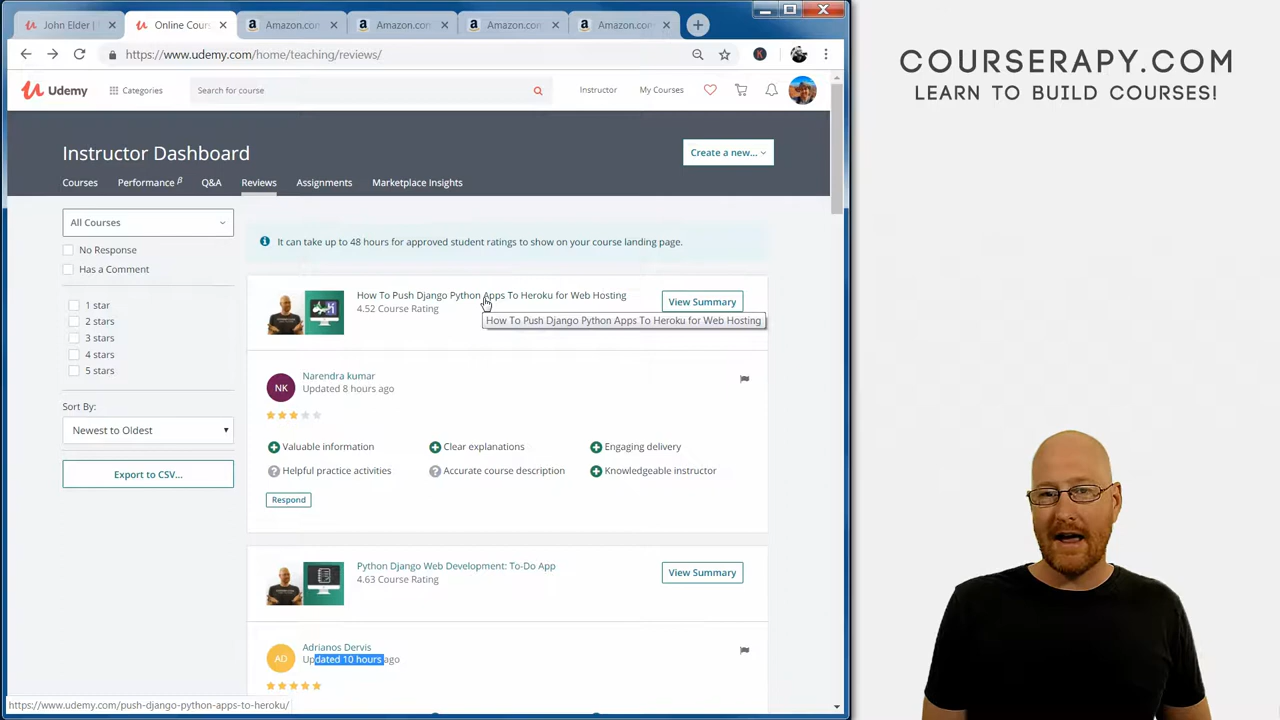 John Eld
Online Cours
Amazon.com
Amazon.com
Amazon.com
Amazon.com
https://www.udemy.com/home/teaching/reviews/
K
Udemy
Categories
Search for course
Instructor
My Courses
Instructor Dashboard
Create a new...
Courses
Performance β
Q&A
Reviews
Assignments
Marketplace Insights
All Courses
No Response
Has a Comment
1 star
2 stars
3 stars
4 stars
5 stars
Sort By:
Newest to Oldest
Export to CSV...
It can take up to 48 hours for approved student ratings to show on your course landing page.
How To Push Django Python Apps To Heroku for Web Hosting
4.52 Course Rating
View Summary
How To Push Django Python Apps To Heroku for Web Hosting
NK
Narendra kumar
Updated 8 hours ago
Valuable information
Clear explanations
Engaging delivery
Helpful practice activities
Accurate course description
Knowledgeable instructor
Respond
Python Django Web Development: To-Do App
4.63 Course Rating
View Summary
AD
Adrianos Dervis
Updated 10 hours ago
https://www.udemy.com/push-django-python-apps-to-heroku/
COURSERAPY.COM
LEARN TO BUILD COURSES!